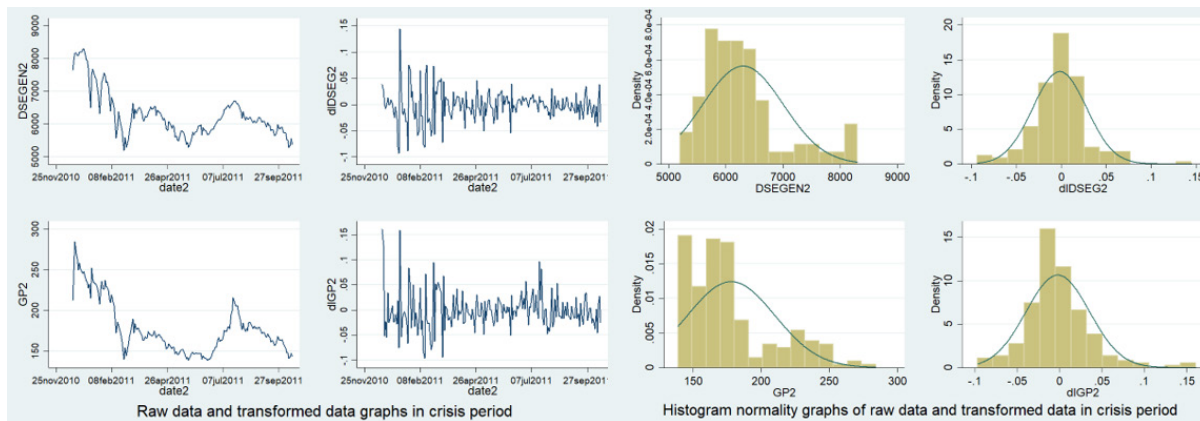 DSEGEN2
5000 6000 7000 8000 9000
25nov2010 08feb2011 26apr2011 07jul2011 27sep2011
date2
dlDSEG2
-.1 -.05 0 .05 .1 .15
25nov2010 08feb2011 26apr2011 07jul2011 27sep2011
date2
Density
0 2.0e-04 4.0e-04 6.0e-04 8.0e-04
6000 7000 8000 9000
DSEGEN2
Density
0 5 10 15 20
-.1 -.05 0 .05 .1 .15
dlDSEG2
GP2
150 200 250 300
25nov2010 08feb2011 26apr2011 07jul2011 27sep2011
date2
dlGP2
-.1 -.05 0 .05 .1 .15
25nov2010 08feb2011 26apr2011 07jul2011 27sep2011
date2
Density
0 .005 .01 .015 .02
150 200 250 300
GP2
Density
0 5 10 15
-.1 -.05 0 .05 .1 .15
dlGP2
Raw data and transformed data graphs in crisis period
Histogram normality graphs of raw data and transformed data in crisis period